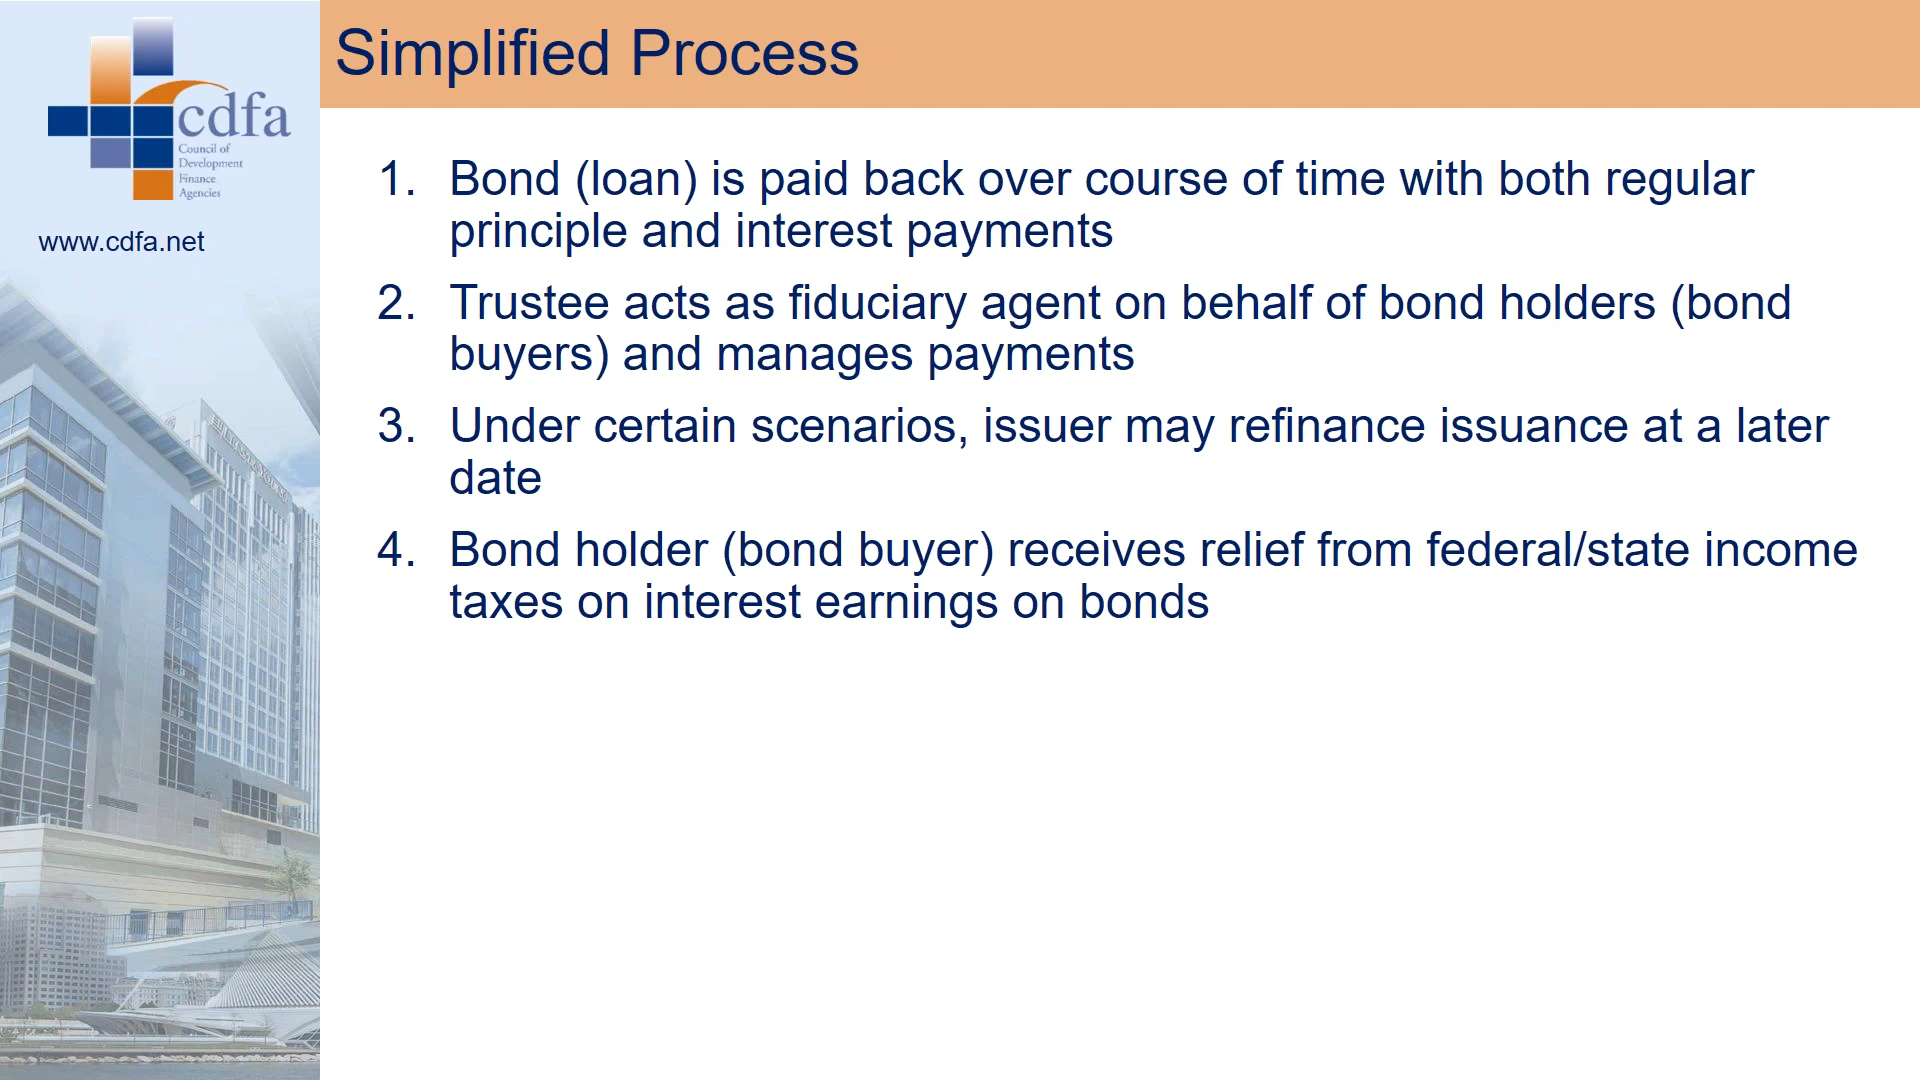 cdfa
Council of
Development
Finance
Agencies
www.cdfa.net
Simplified Process
1. Bond (loan) is paid back over course of time with both regular
principle and interest payments
2. Trustee acts as fiduciary agent on behalf of bond holders (bond
buyers) and manages payments
3. Under certain scenarios, issuer may refinance issuance at a later
date
4. Bond holder (bond buyer) receives relief from federal/state income
taxes on interest earnings on bonds